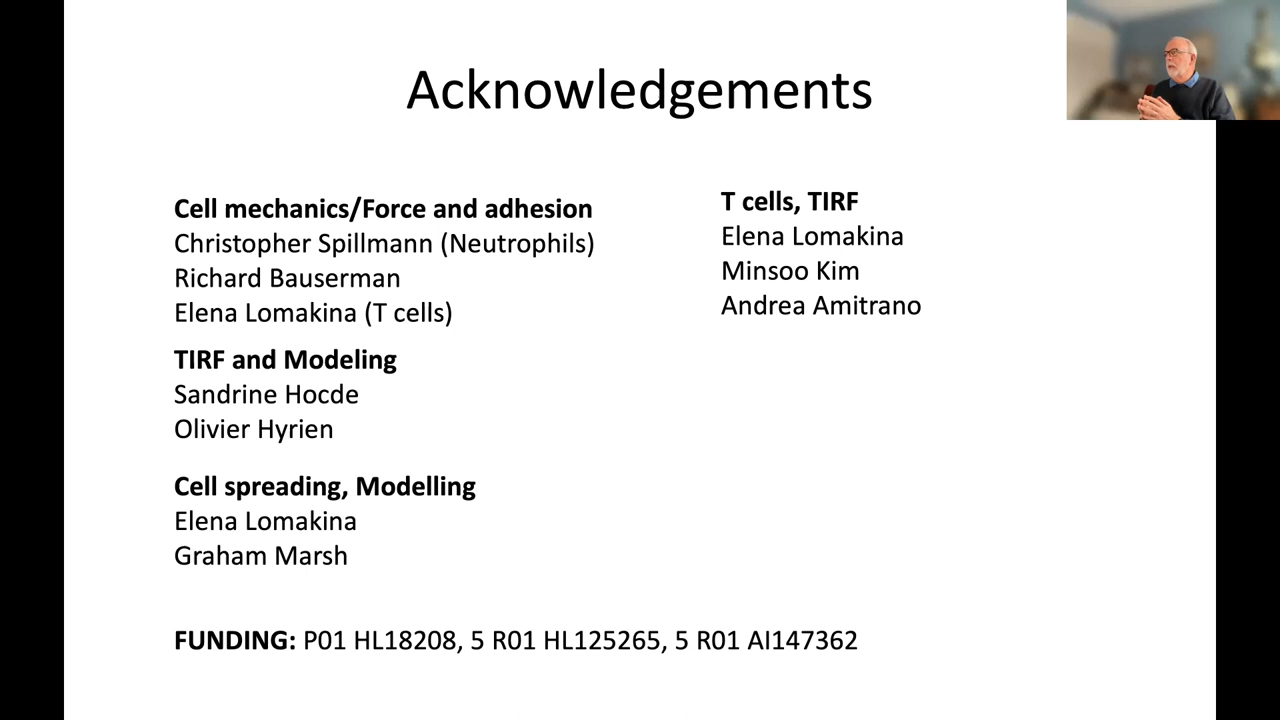 Acknowledgements
Cell mechanics/Force and adhesion
Christopher Spillmann (Neutrophils)
Richard Bauserman
Elena Lomakina (T cells)
TIRF and Modeling
Sandrine Hocde
Olivier Hyrien
Cell spreading, Modelling
Elena Lomakina
Graham Marsh
T cells, TIRF
Elena Lomakina
Minsoo Kim
Andrea Amitrano
FUNDING: P01 HL18208, 5 R01 HL125265, 5 R01 AI147362